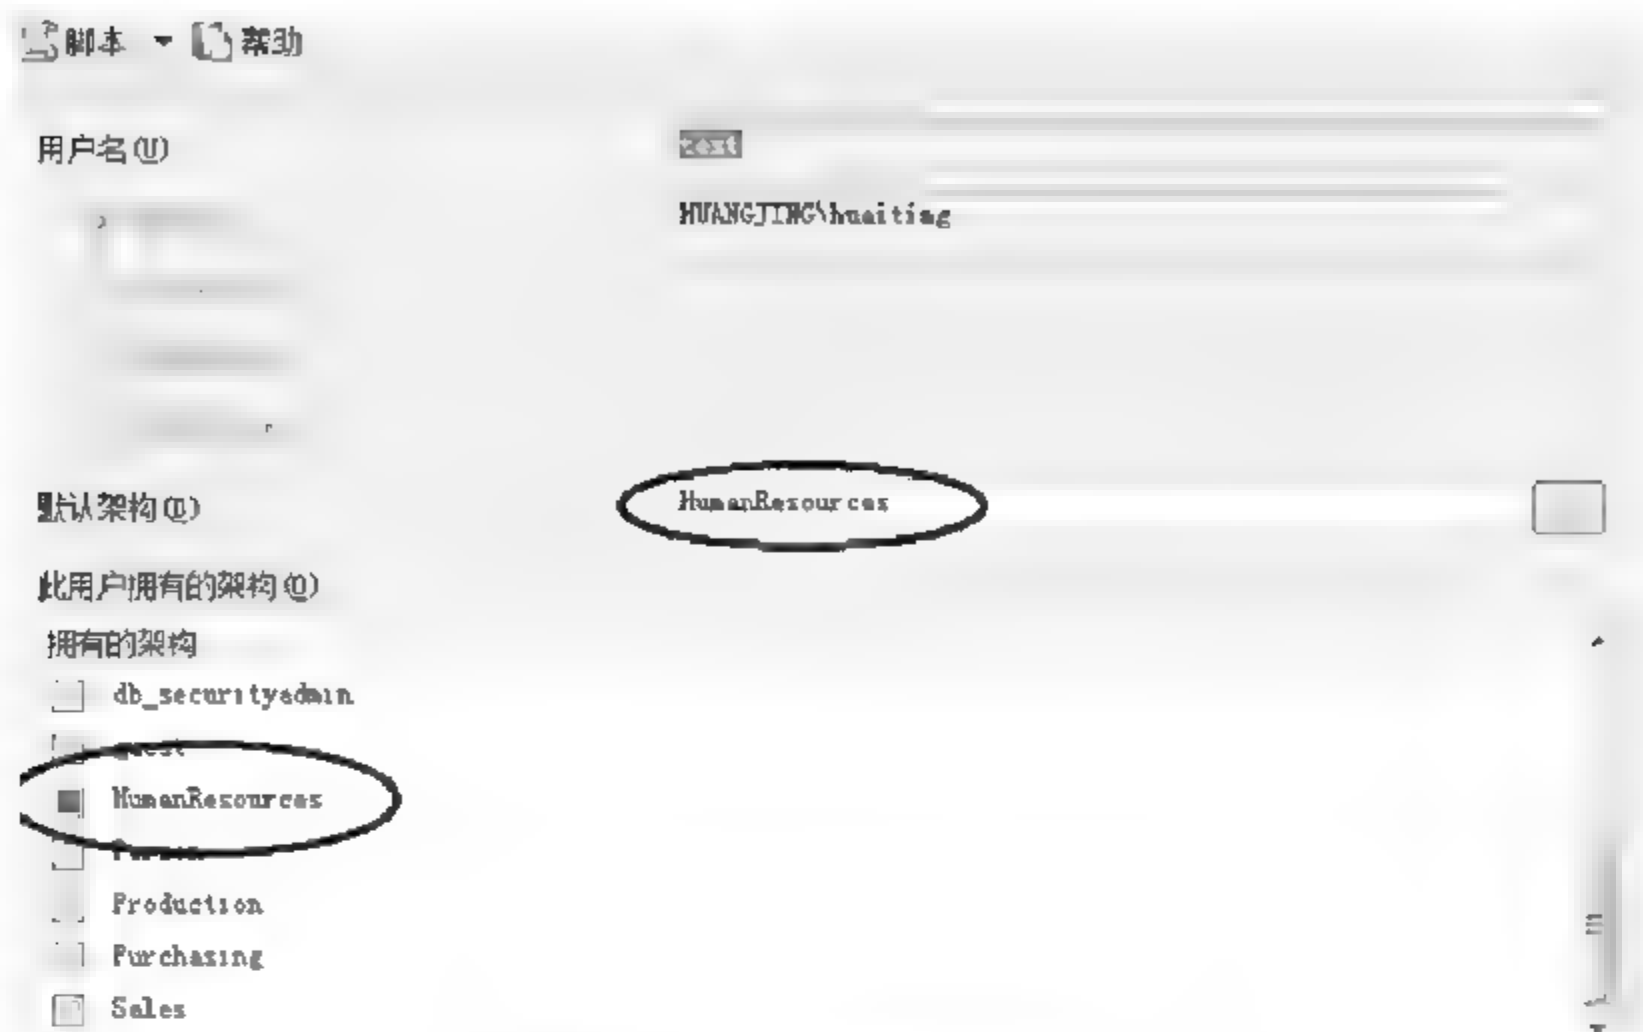 脚本 帮助
用户名(U)
HUANGJING\huaiting
默认架构(D)
HumanResources
此用户拥有的架构(O)
拥有的架构
db_securityadmin
guest
HumanResources
Production
Purchasing
Sales